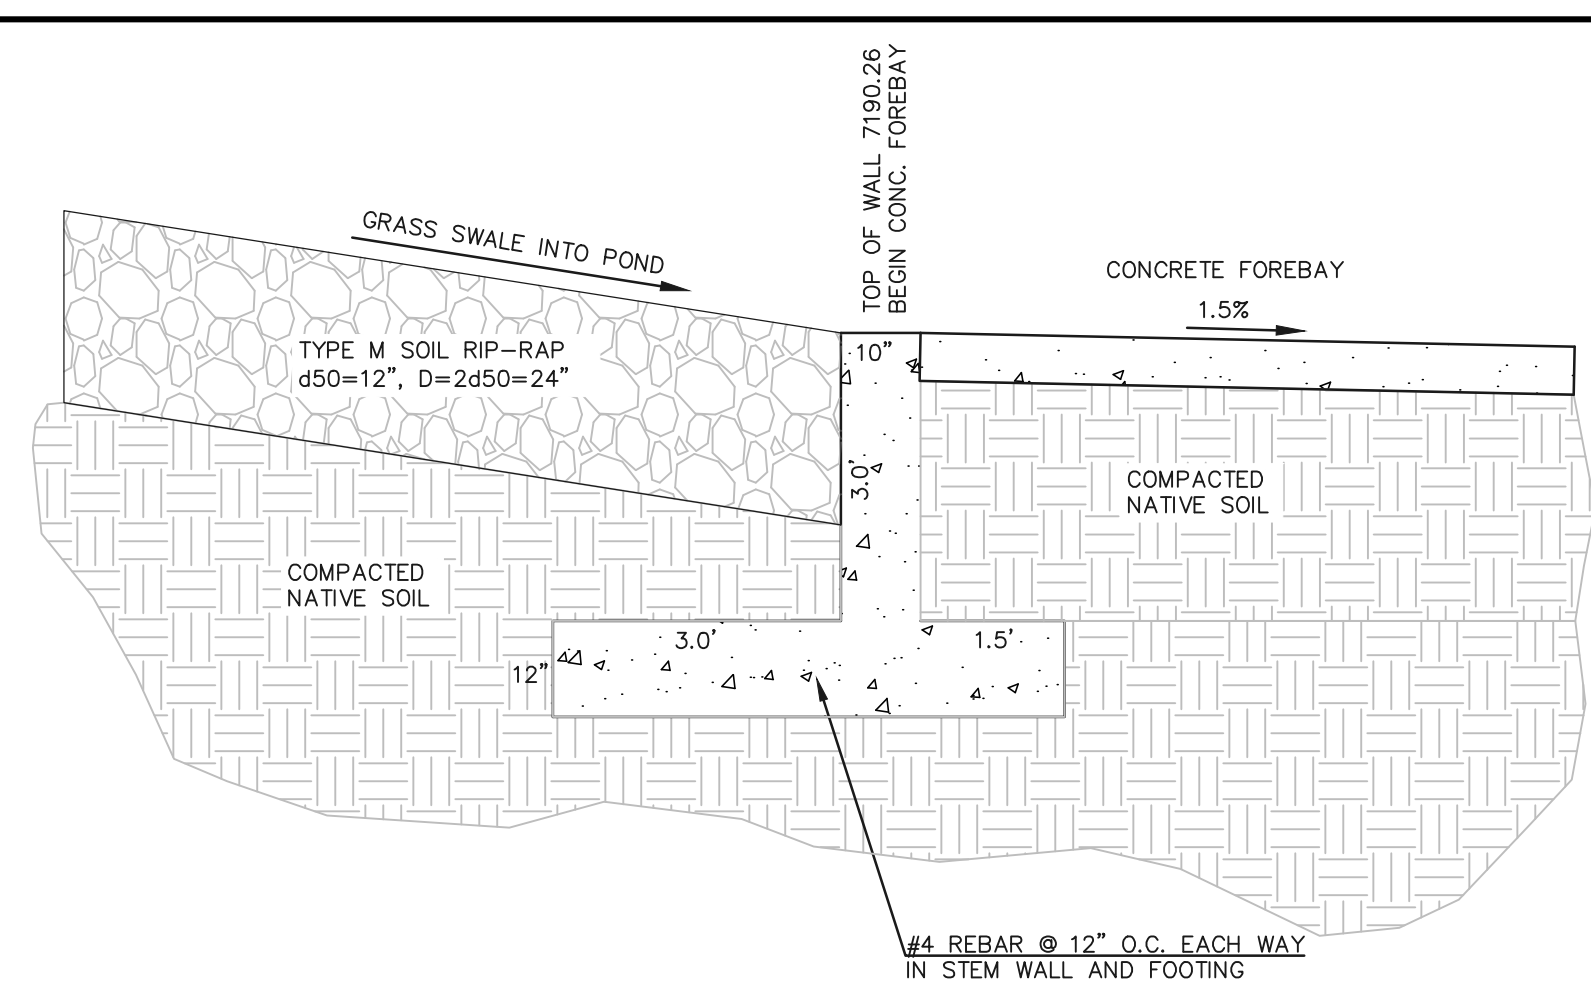 TOP OF WALL 7190.26
BEGIN CONC. FOREBAY
GRASS SWALE INTO POND
CONCRETE FOREBAY
1.5%
TYPE M SOIL RIP-RAP
d50=12", D=2d50=24"
10"
3.0'
COMPACTED
NATIVE SOIL
COMPACTED
NATIVE SOIL
3.0'
1.5'
12"
#4 REBAR @ 12" O.C. EACH WAY
IN STEM WALL AND FOOTING